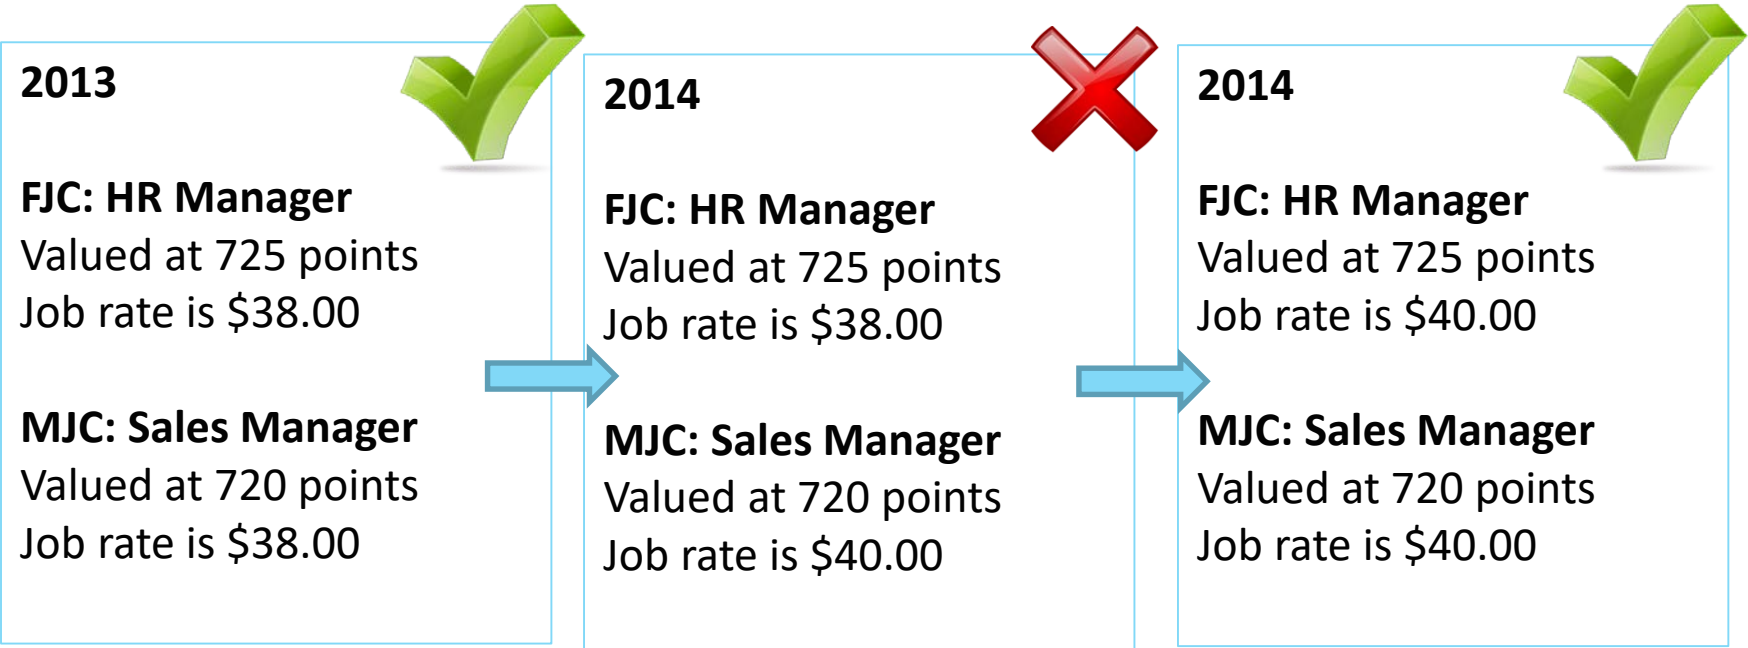 2013
FJC: HR Manager
Valued at 725 points
Job rate is $38.00
MJC: Sales Manager
Valued at 720 points
Job rate is $38.00
2014
FJC: HR Manager
Valued at 725 points
Job rate is $38.00
MJC: Sales Manager
Valued at 720 points
Job rate is $40.00
2014
FJC: HR Manager
Valued at 725 points
Job rate is $40.00
MJC: Sales Manager
Valued at 720 points
Job rate is $40.00